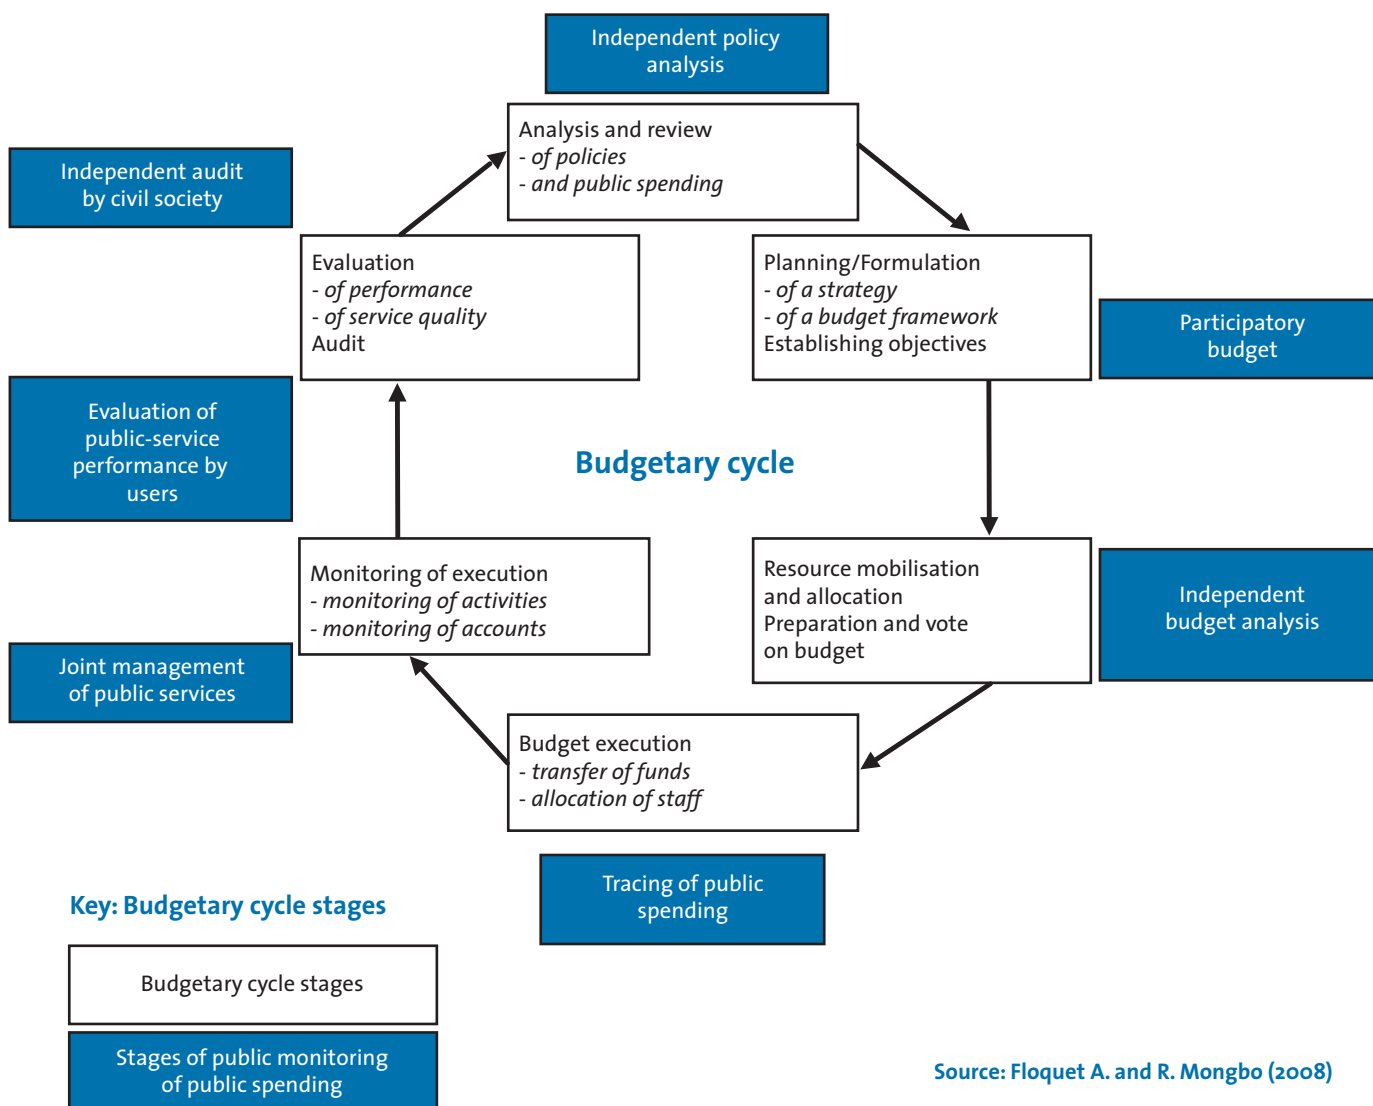 Independent policy
analysis
Analysis and review
- of policies
- and public spending
Independent audit
by civil society
Evaluation
- of performance
- of service quality
Audit
Planning/Formulation
- of a strategy
- of a budget framework
Establishing objectives
Participatory
budget
Evaluation of
public-service
performance by
users
Budgetary cycle
Monitoring of execution
- monitoring of activities
- monitoring of accounts
Resource mobilisation
and allocation
Preparation and vote
on budget
Independent
budget analysis
Joint management
of public services
Budget execution
- transfer of funds
- allocation of staff
Tracing of public
spending
Key: Budgetary cycle stages
Budgetary cycle stages
Stages of public monitoring
of public spending
Source: Floquet A. and R. Mongbo (2008)